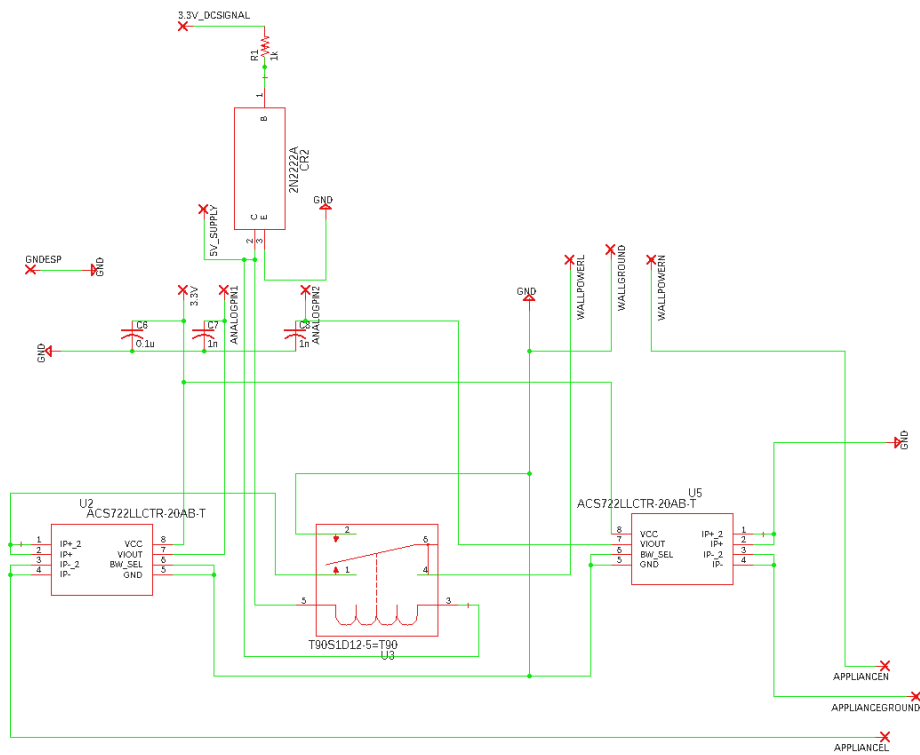 3.3V_DCSIGNAL
R1
1k
1
B
2N2222A
CR2
C
E
2
3
5V_SUPPLY
GND
GNDESP
GND
3.3V
ANALOGPIN1
ANALOGPIN2
WALLPOWERL
WALLGROUND
WALLPOWERN
GND
C6
0.1u
C7
1n
1n
GND
GND
U2
ACS722LLCTR-20AB-T
1 IP+_2 VCC 8
2 IP+ VIOUT 7
3 IP-_2 BW_SEL 6
4 IP- GND 5
2
6
1
4
5
3
T90S1D12-5=T90
U3
U5
ACS722LLCTR-20AB-T
8 VCC IP+_2 1
7 VIOUT IP+ 2
6 BW_SEL IP-_2 3
5 GND IP- 4
APPLIANCEN
APPLIANCEGROUND
APPLIANCEL